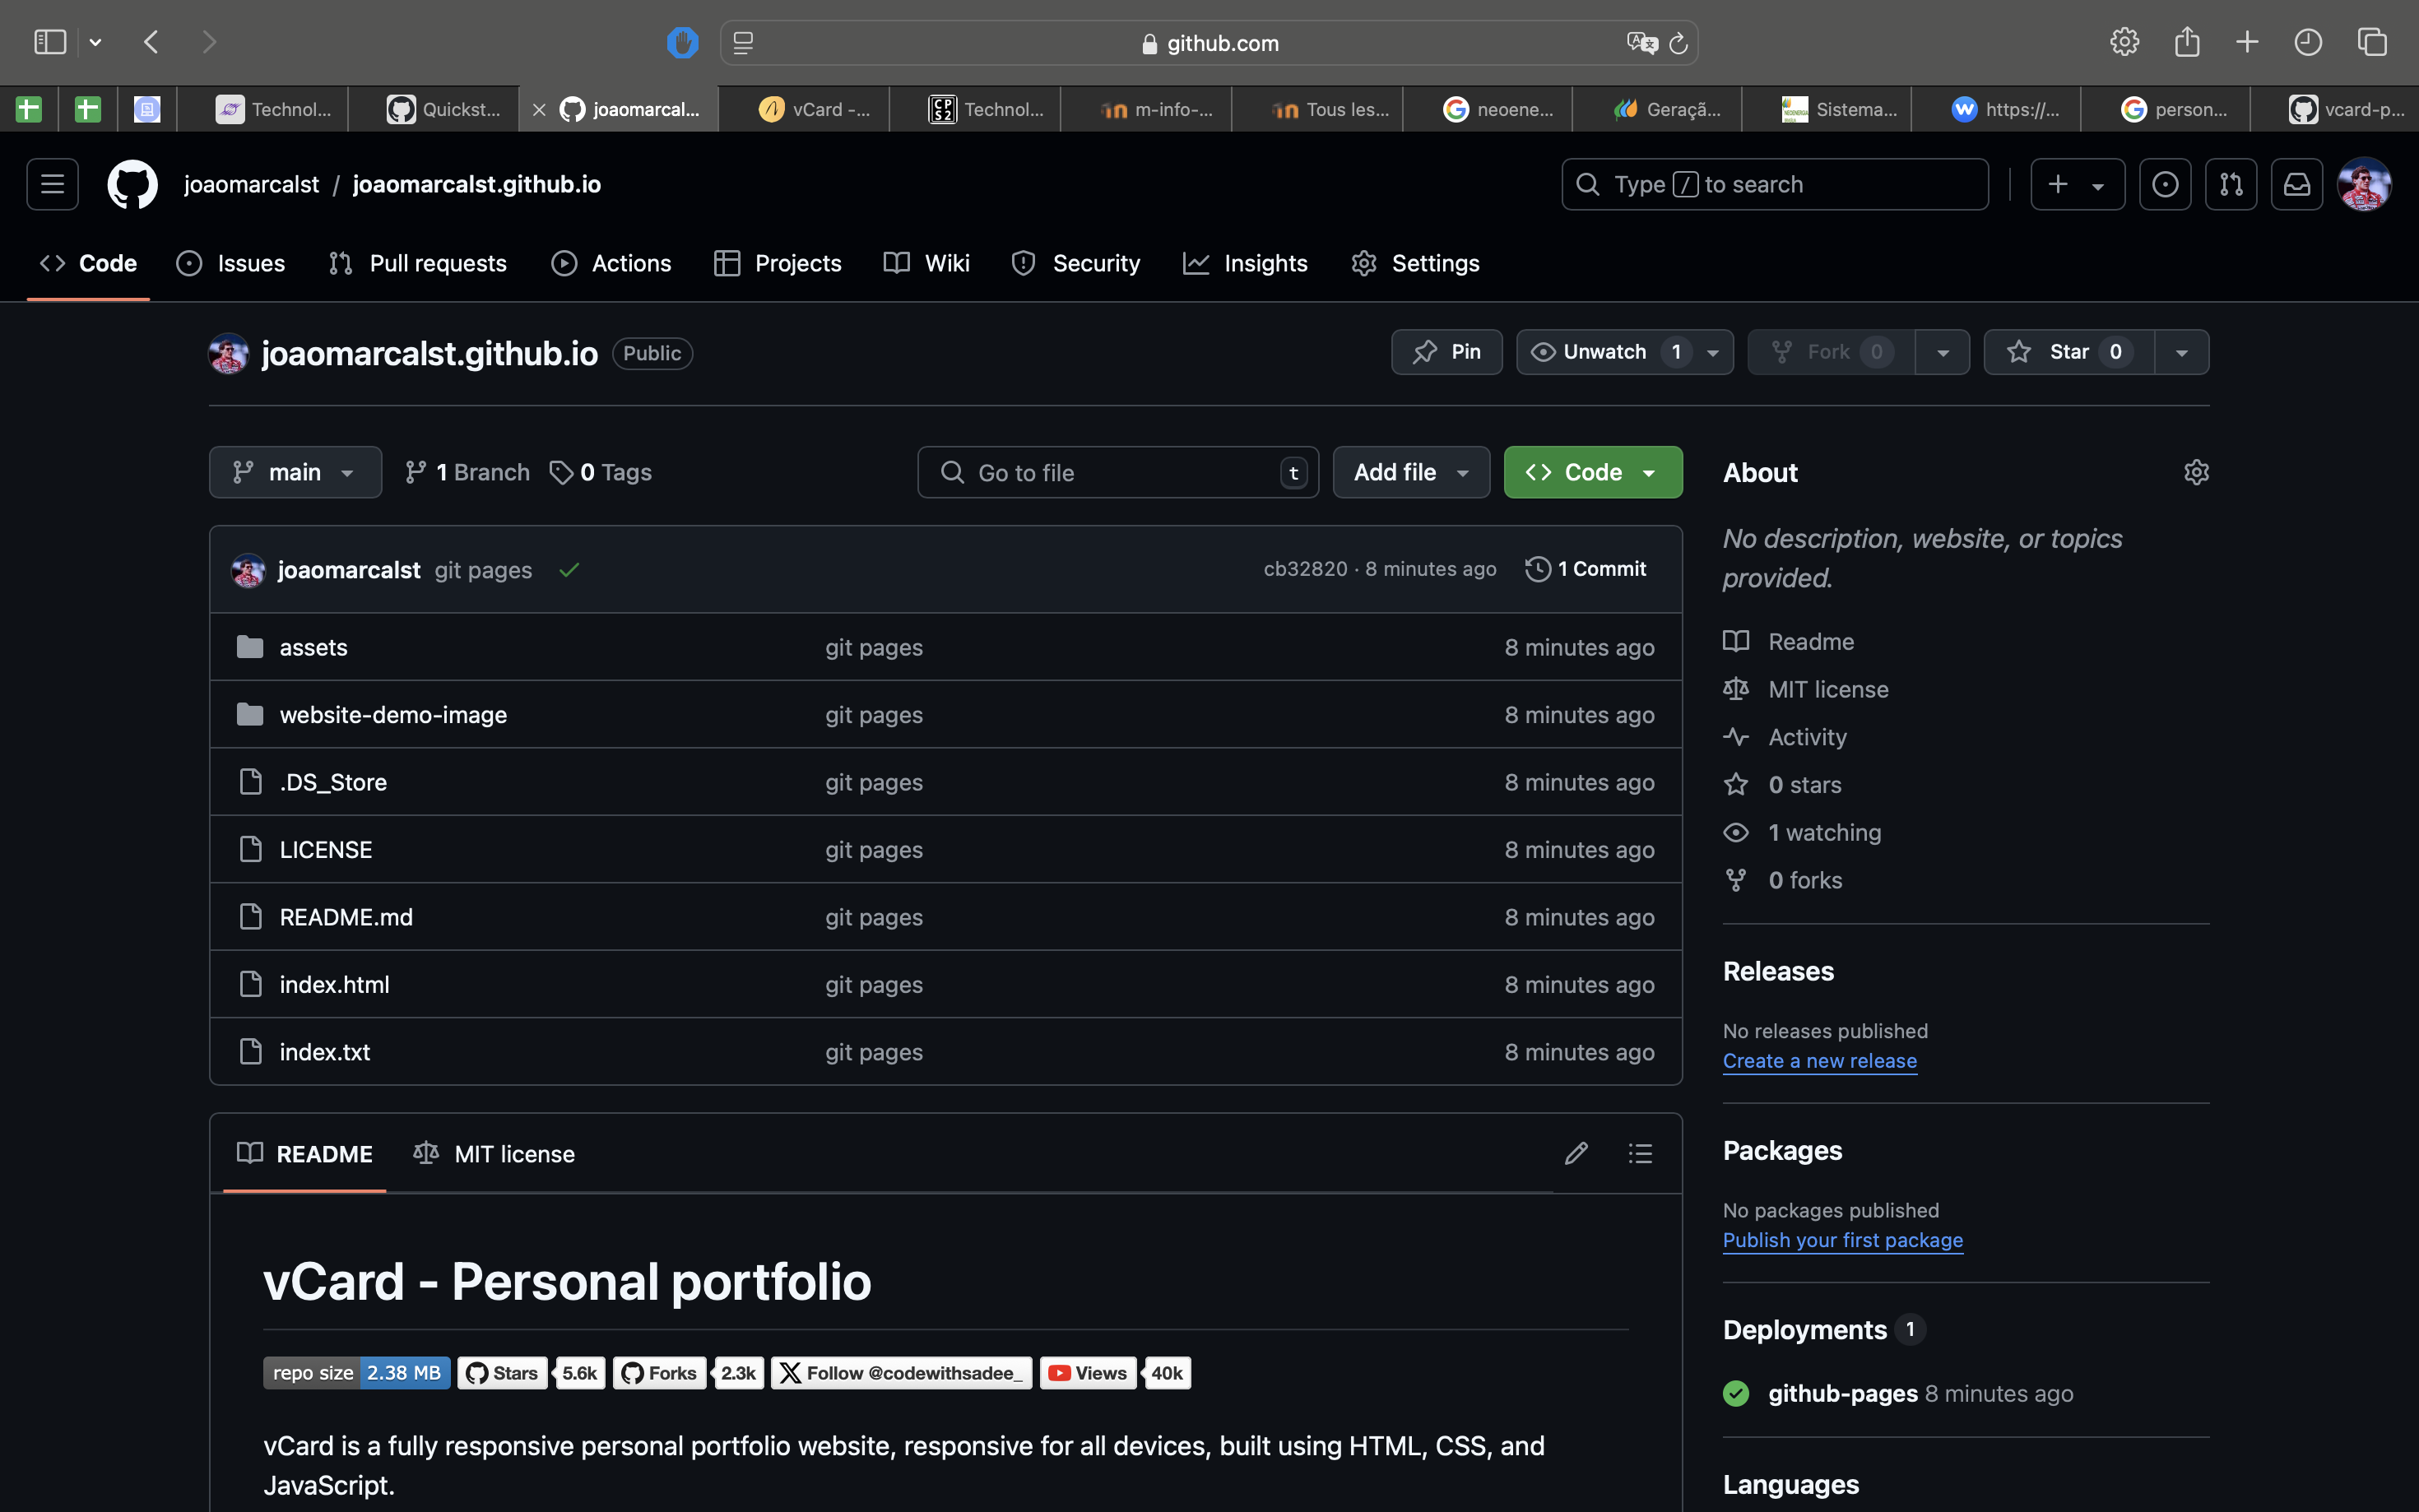 github.com
Technol...
Quickst...
joaomarcal...
vCard -...
CP
S2
Technol...
m-info-...
Tous les...
neoene...
Geraçã...
Sistema...
https://...
person...
vcard-p...
joaomarcalst / joaomarcalst.github.io
Type / to search
Code
Issues
Pull requests
Actions
Projects
Wiki
Security
Insights
Settings
joaomarcalst.github.io Public
Pin
Unwatch 1
Fork 0
Star 0
main
1 Branch
0 Tags
Go to file t
Add file
Code
joaomarcalst git pages
cb32820 · 8 minutes ago
1 Commit
assets git pages 8 minutes ago
website-demo-image git pages 8 minutes ago
.DS_Store git pages 8 minutes ago
LICENSE git pages 8 minutes ago
README.md git pages 8 minutes ago
index.html git pages 8 minutes ago
index.txt git pages 8 minutes ago
README
MIT license
vCard - Personal portfolio
repo size 2.38 MB Stars 5.6k Forks 2.3k Follow @codewithsadee_ Views 40k
vCard is a fully responsive personal portfolio website, responsive for all devices, built using HTML, CSS, and
JavaScript.
About
No description, website, or topics
provided.
Readme
MIT license
Activity
0 stars
1 watching
0 forks
Releases
No releases published
Create a new release
Packages
No packages published
Publish your first package
Deployments 1
github-pages 8 minutes ago
Languages